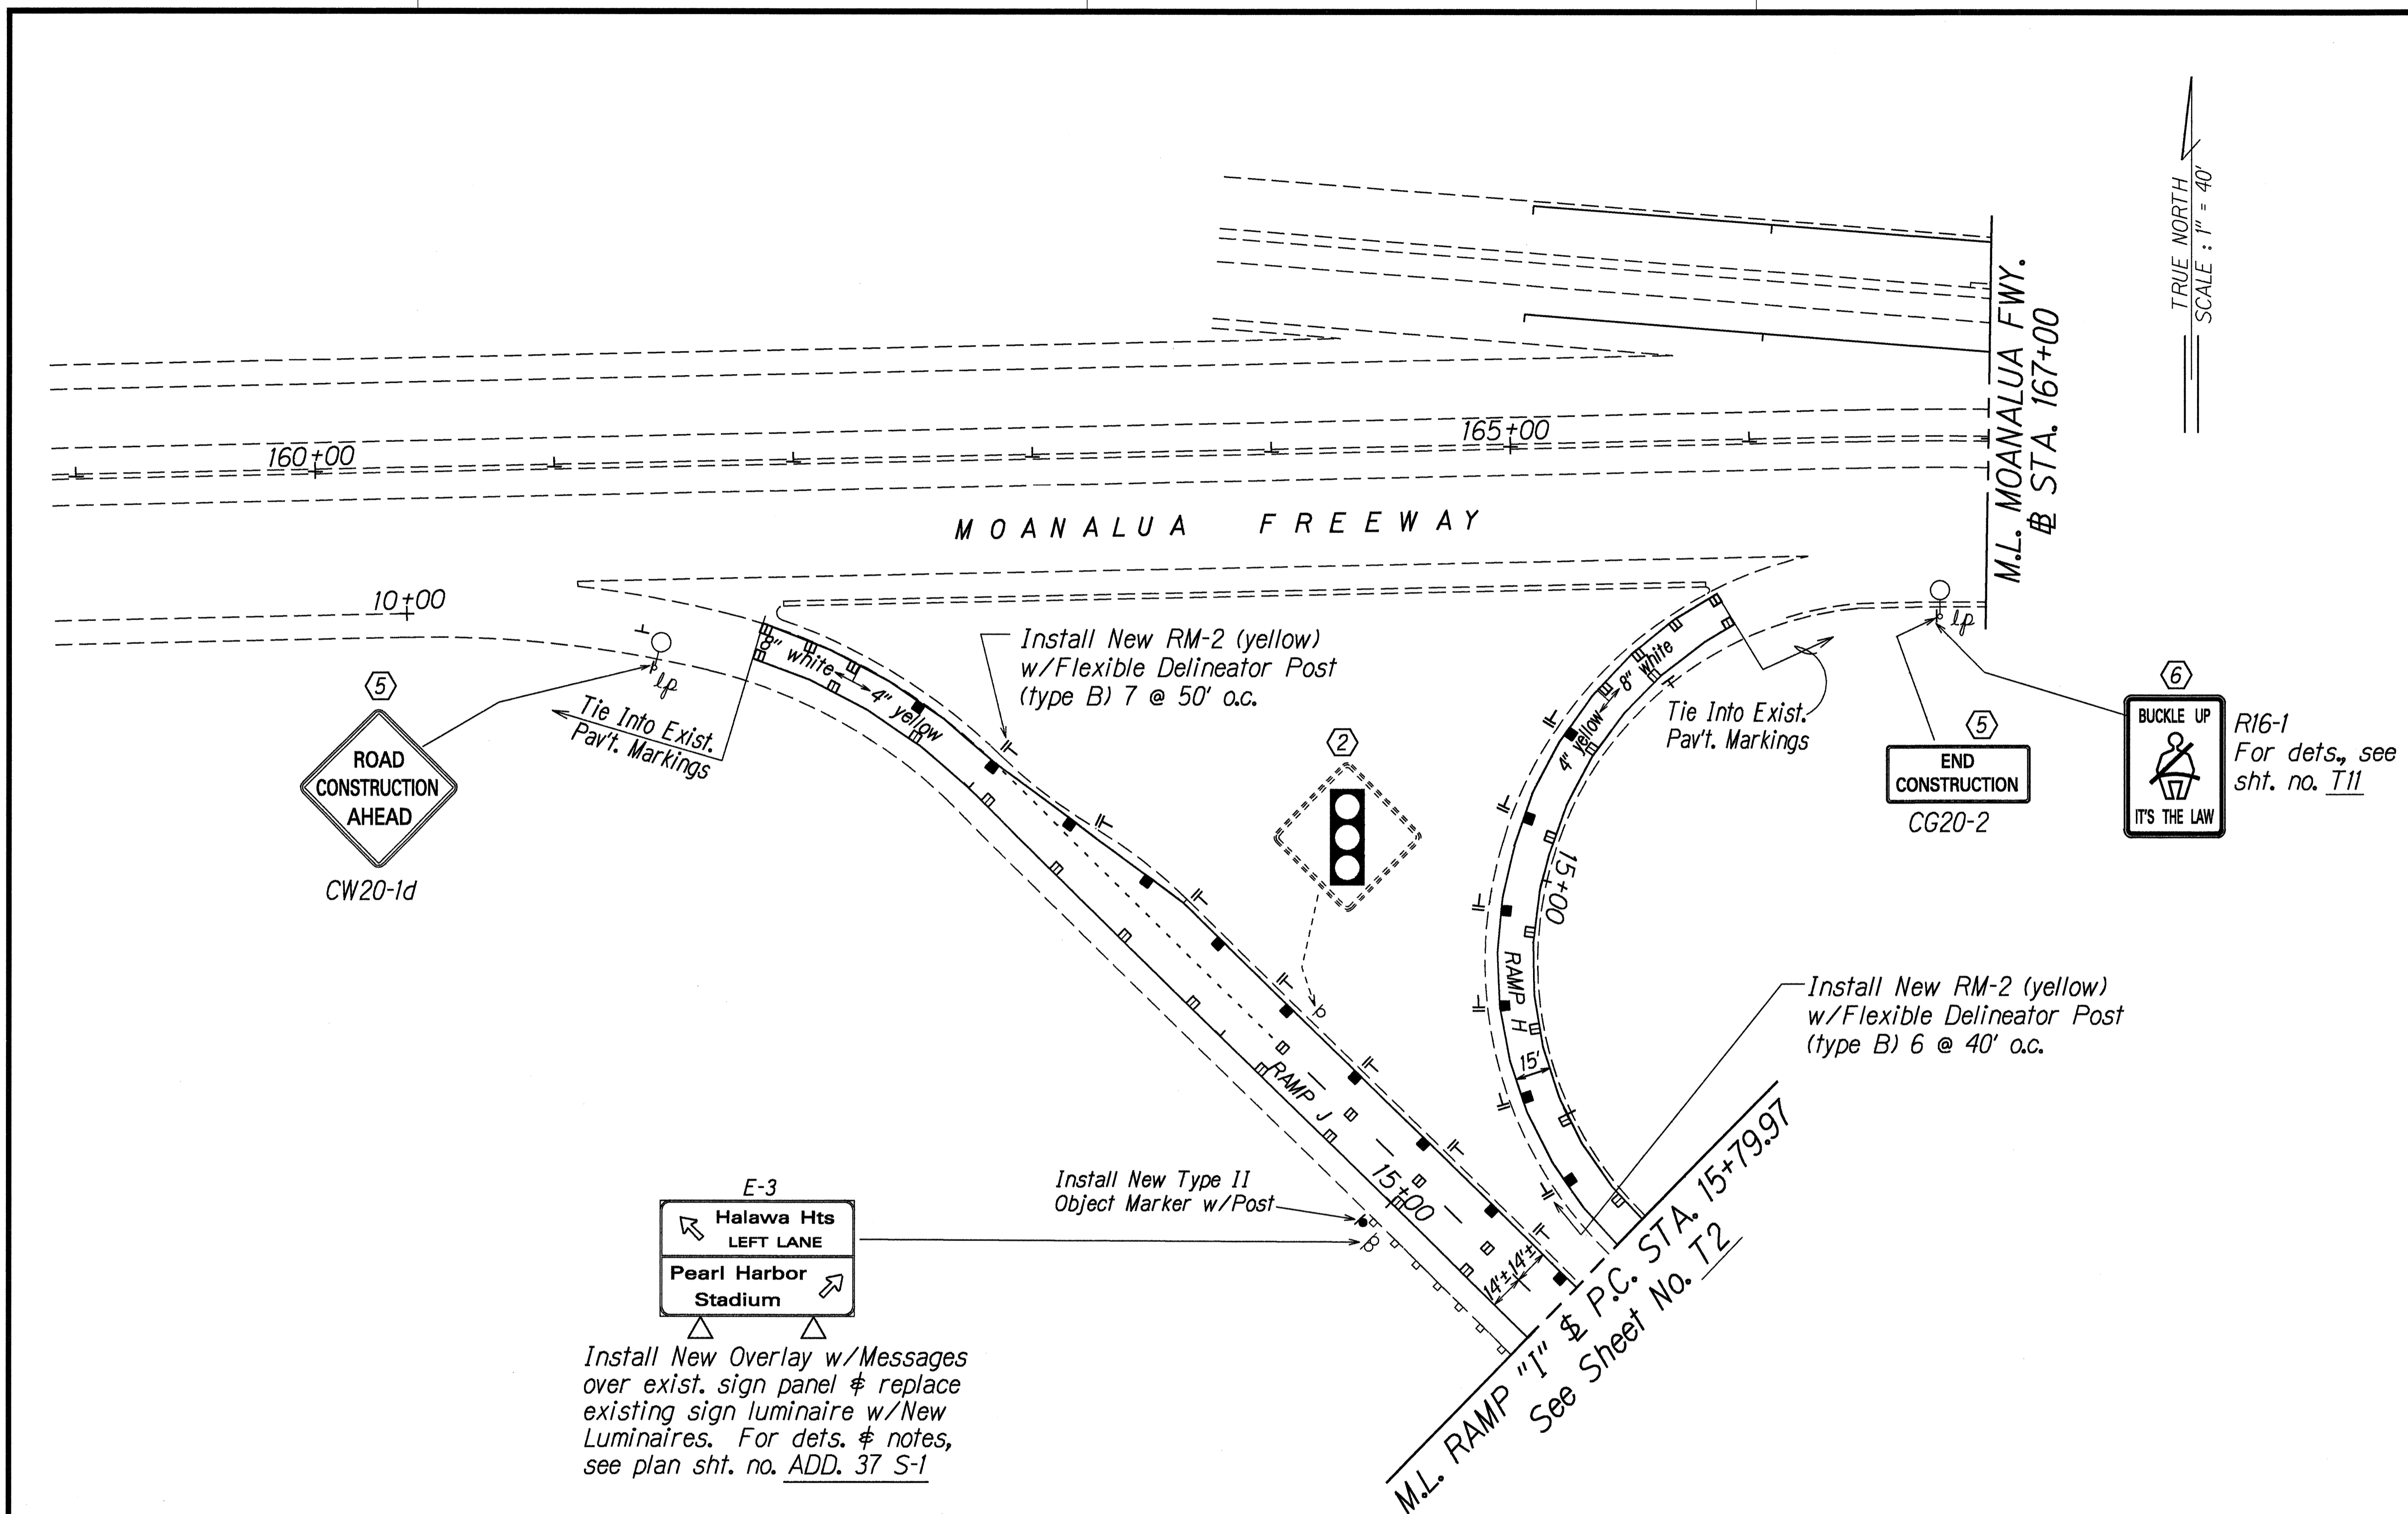 TRUE NORTH
SCALE : 1" = 40'
M.L. MOANALUA FWY.
STA. 167+00
160+00
165+00
MOANALUA FREEWAY
10+00
lp
8" white
4" yellow
Tie Into Exist.
Pav't. Markings
Install New RM-2 (yellow)
w/Flexible Delineator Post
(type B) 7 @ 50' o.c.
5
ROAD
CONSTRUCTION
AHEAD
CW20-1d
2
8" white
4" yellow
Tie Into Exist.
Pav't. Markings
lp
5
END
CONSTRUCTION
CG20-2
6
BUCKLE UP
IT'S THE LAW
R16-1
For dets., see
sht. no. T11
15+00
RAMP H
15'
Install New RM-2 (yellow)
w/Flexible Delineator Post
(type B) 6 @ 40' o.c.
RAMP J
15+00
14'± 14'±
Install New Type II
Object Marker w/Post
E-3
Halawa Hts
LEFT LANE
Pearl Harbor
Stadium
Install New Overlay w/Messages
over exist. sign panel & replace
existing sign luminaire w/New
Luminaires. For dets. & notes,
see plan sht. no. ADD. 37 S-1
M.L. RAMP "I" P.C. STA. 15+79.97
See Sheet No. T2